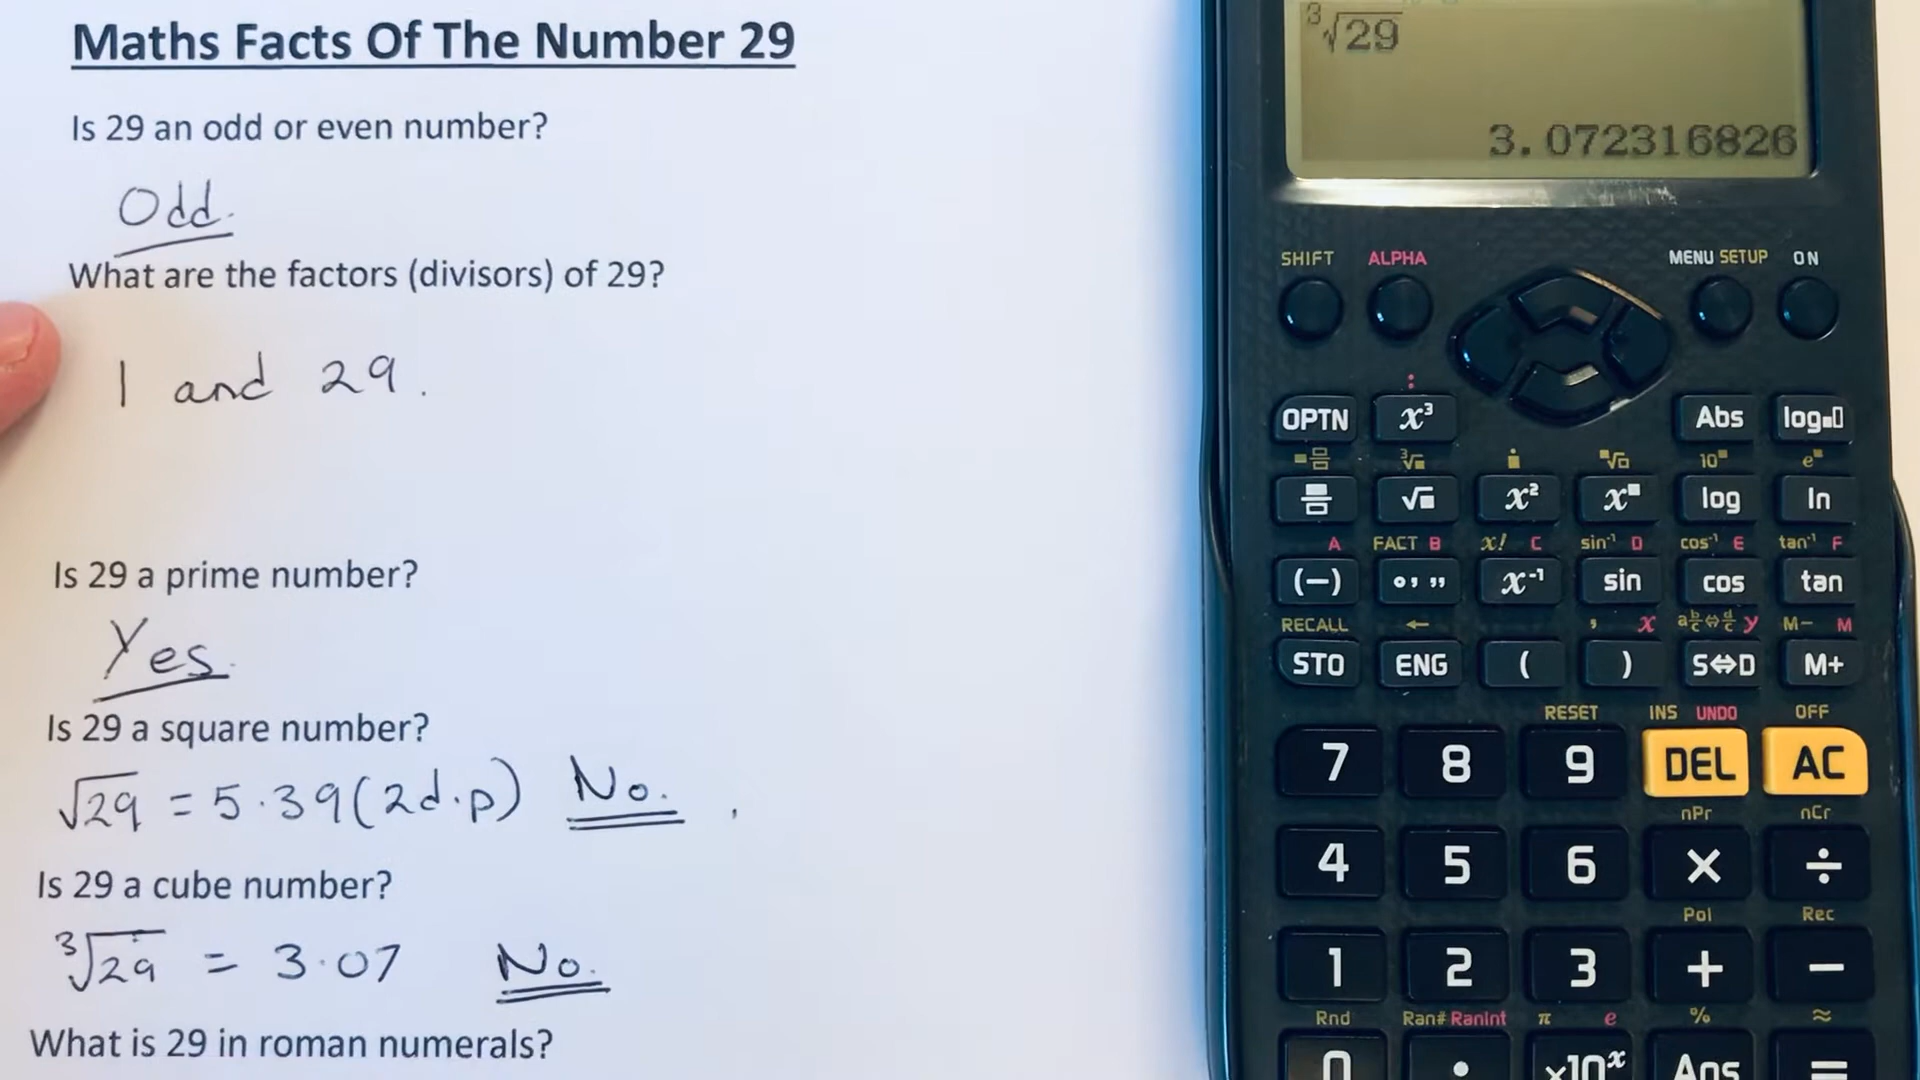 Maths Facts Of The Number 29
Is 29 an odd or even number?
Odd.
What are the factors (divisors) of 29?
1 and 29.
Is 29 a prime number?
Yes.
Is 29 a square number?
√29 = 5.39 (2d.p) No.
Is 29 a cube number?
³√29 = 3.07 No.
What is 29 in roman numerals?
³√29
3.072316826
SHIFT ALPHA MENU SETUP ON
:
OPTN x³ Abs log▪▯
▪▤ ³√▪ ▪√▫ 10▪ e▪
√▪ x² x▪ log ln
A FACT B x! C sin⁻¹ D cos⁻¹ E tan⁻¹ F
(−) ° ’ ” x⁻¹ sin cos tan
RECALL ← , x a b/c⇔d/c y M− M
STO ENG ( ) S⇔D M+
RESET INS UNDO OFF
7 8 9 DEL AC
nPr nCr
4 5 6 × ÷
Pol Rec
1 2 3 + −
Rnd Ran# RanInt π e % ≈
0 . ×10ˣ Ans =